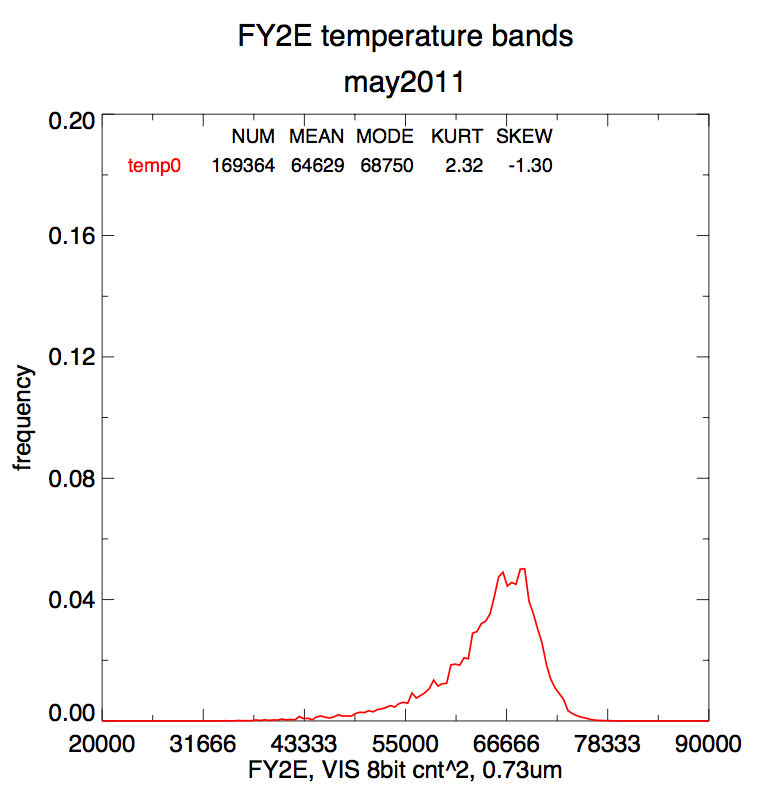 FY2E temperature bands
may2011
0.20
NUM MEAN MODE KURT SKEW
temp0 169364 64629 68750 2.32 -1.30
0.16
0.12
frequency
0.08
0.04
0.00
20000 31666 43333 55000 66666 78333 90000
FY2E, VIS 8bit cnt^2, 0.73um